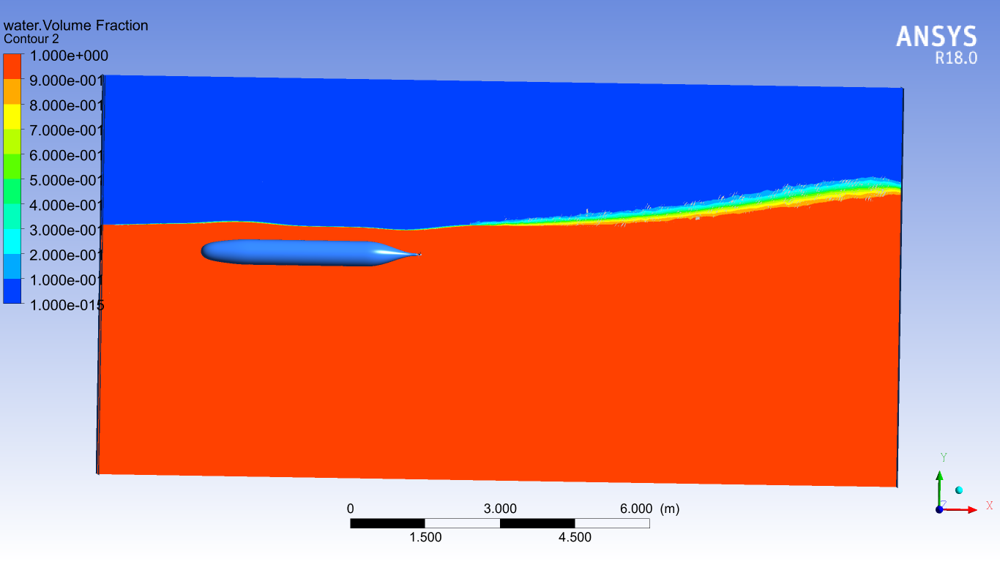 water.Volume Fraction
Contour 2
1.000e+000
9.000e-001
8.000e-001
7.000e-001
6.000e-001
5.000e-001
4.000e-001
3.000e-001
2.000e-001
1.000e-001
1.000e-015
ANSYS
R18.0
0 3.000 6.000 (m)
1.500 4.500
Y
Z X